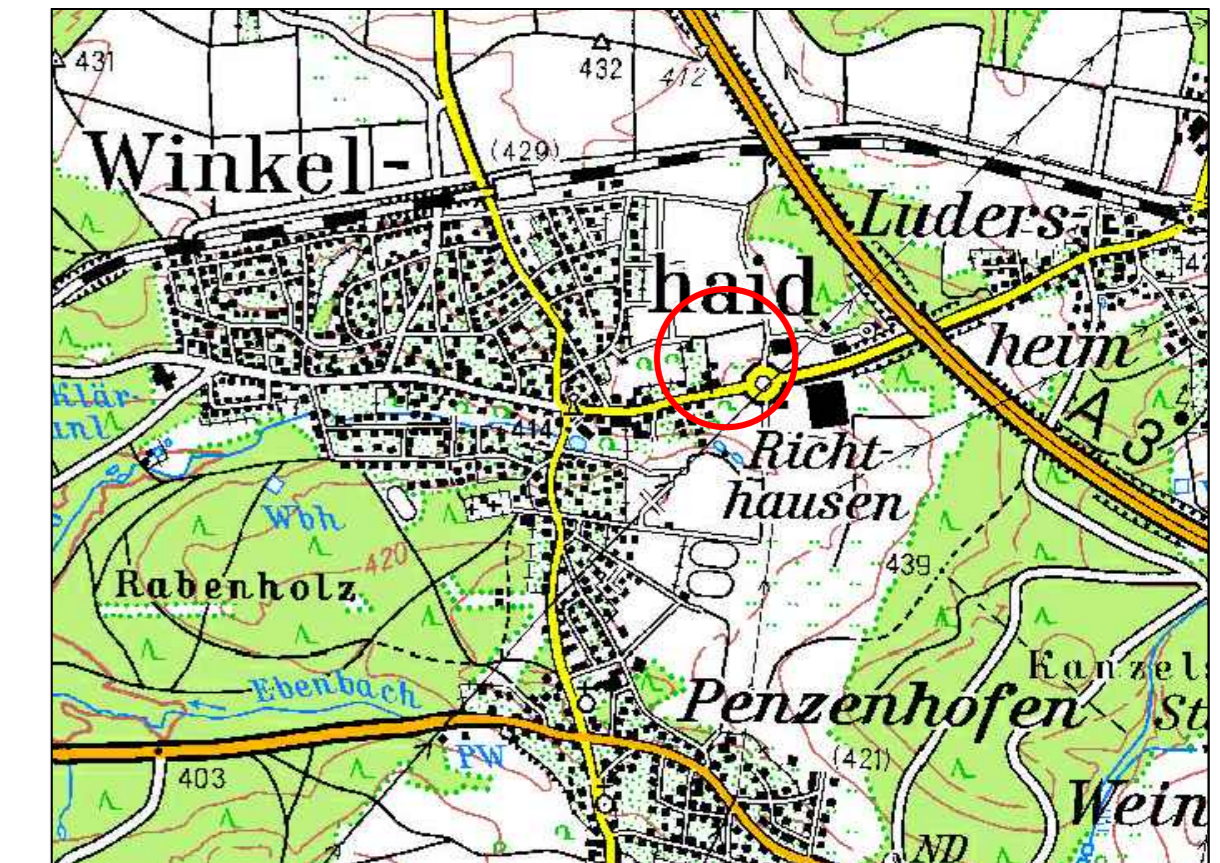 431
432
412
Winkel-
(429)
Luders-
haid
heim
Klär-
A 3
414
Richt-
hausen
Wbh
420
439
Rabenholz
Kanzel
Ebenbach
Penzenhofen
St
PW
(421)
403
Wein
ND